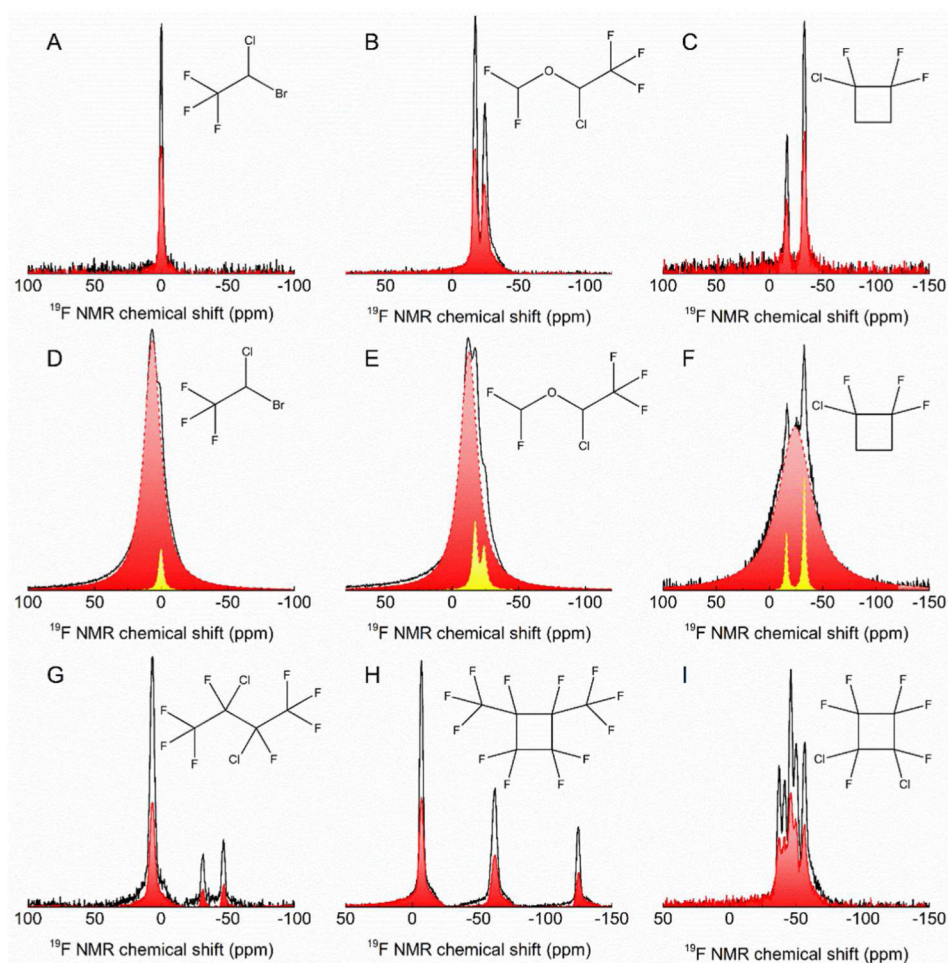 A
Cl
F
F
F
Br
100 50 0 -50 -100
¹⁹F NMR chemical shift (ppm)
B
F
F
O
Cl
F
F
F
50 0 -50 -100
¹⁹F NMR chemical shift (ppm)
C
F
F
Cl
F
100 50 0 -50 -100 -150
¹⁹F NMR chemical shift (ppm)
D
Cl
F
F
F
Br
100 50 0 -50 -100
¹⁹F NMR chemical shift (ppm)
E
F
F
O
Cl
F
F
F
50 0 -50 -100
¹⁹F NMR chemical shift (ppm)
F
F
F
Cl
F
100 50 0 -50 -100 -150
¹⁹F NMR chemical shift (ppm)
G
F
Cl
F
F
F
F
F
Cl
F
F
100 50 0 -50 -100
¹⁹F NMR chemical shift (ppm)
H
F
F
F
F
F
F
F
F
F
F
F
F
50 0 -50 -100 -150
¹⁹F NMR chemical shift (ppm)
I
F
F
F
F
Cl
F
F
Cl
50 0 -50 -100 -150
¹⁹F NMR chemical shift (ppm)